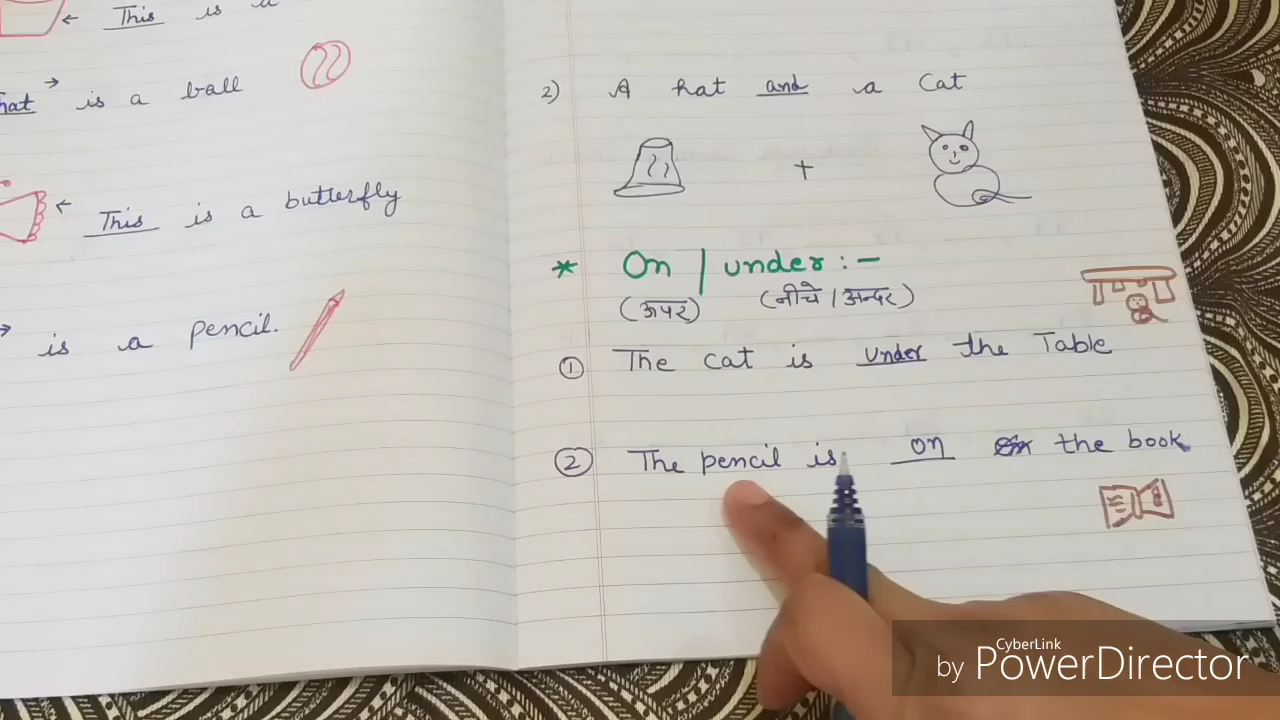 This is a
is a ball
This is a butterfly
is a pencil.
2) A hat and a Cat
+
* On | under :-
(ऊपर) (नीचे / अन्दर)
① The cat is under the Table
② The pencil is on the book
CyberLink
by PowerDirector